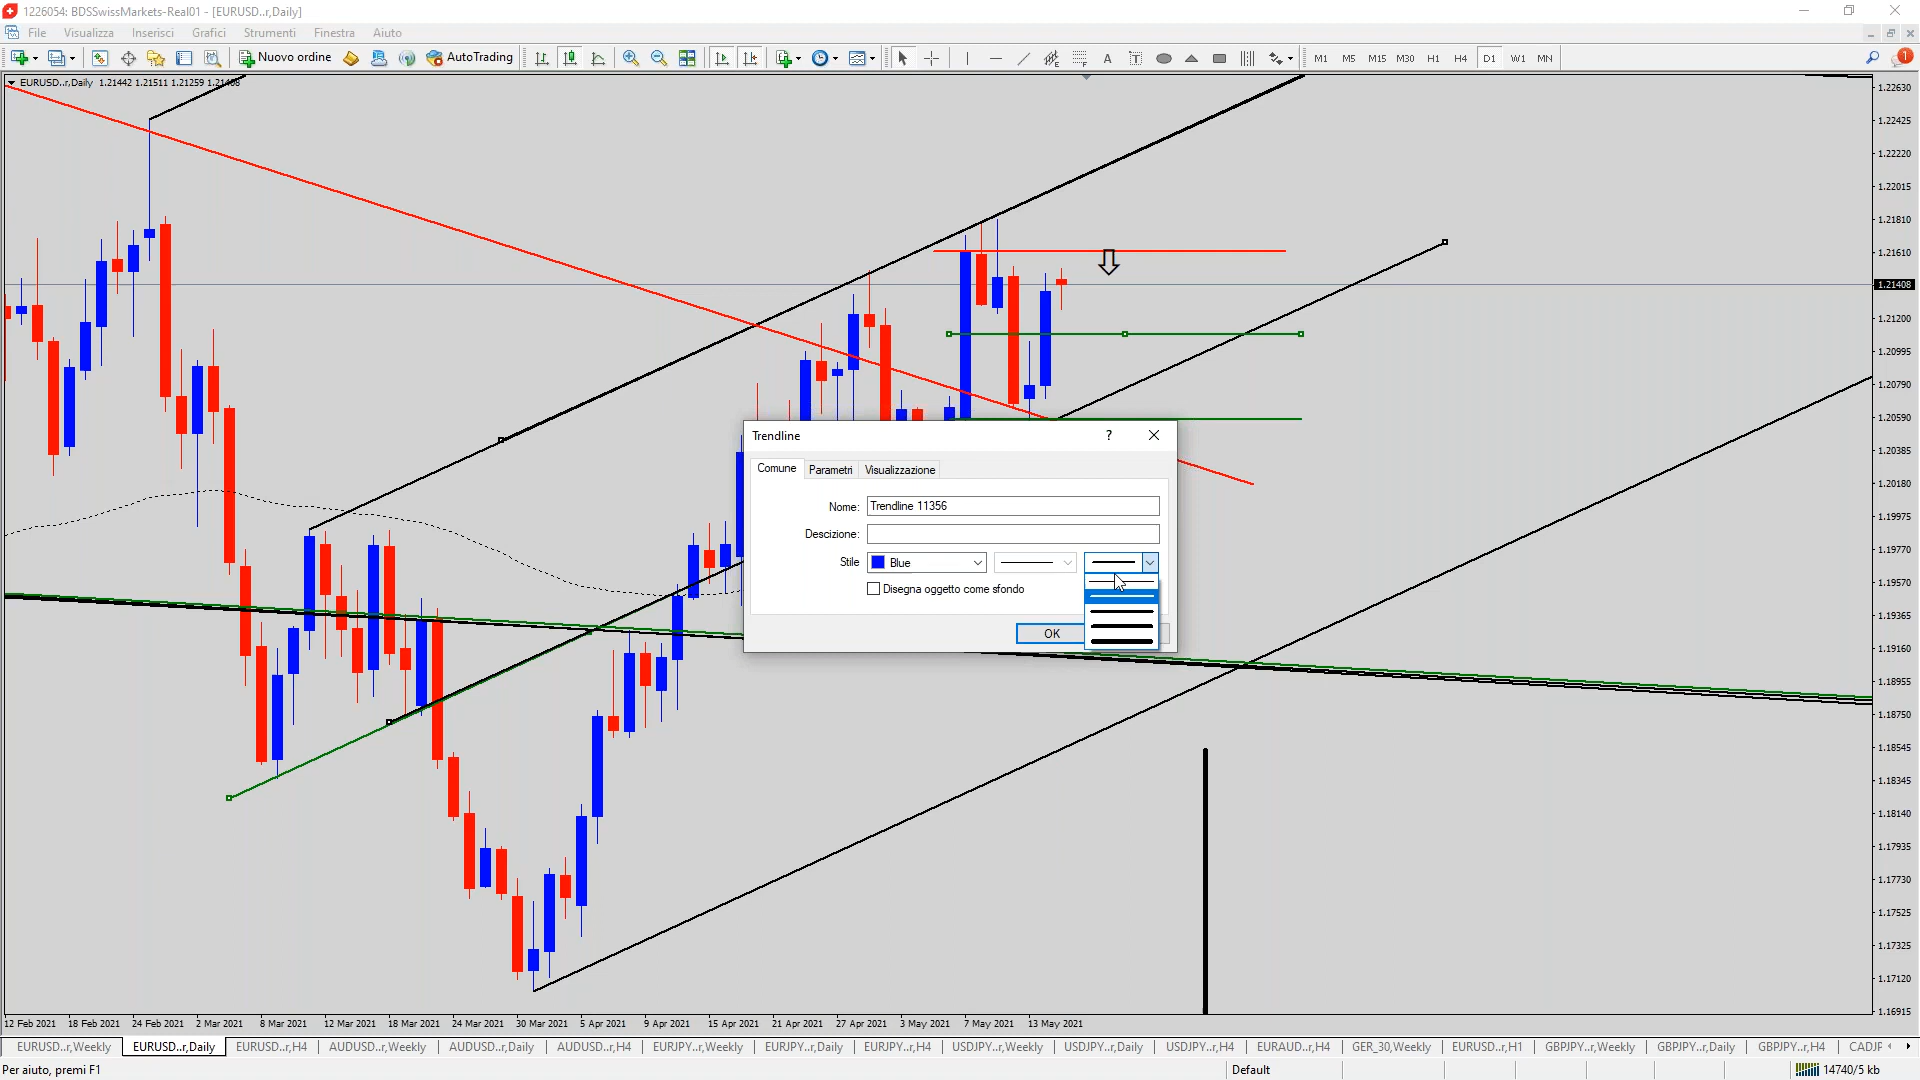 1226054: BDSSwissMarkets-Real01 - [EURUSD..r,Daily]
File Visualizza Inserisci Grafici Strumenti Finestra Aiuto
Nuovo ordine AutoTrading A T M1 M5 M15 M30 H1 H4 D1 W1 MN 1
EURUSD..r,Daily 1.21442 1.21511 1.21259 1.21408
1.22630
1.22425
1.22220
1.22015
1.21810
1.21610
1.21408
1.21200
1.20995
1.20790
1.20590
1.20385
1.20180
1.19975
1.19770
1.19570
1.19365
1.19160
1.18955
1.18750
1.18545
1.18345
1.18140
1.17935
1.17730
1.17525
1.17325
1.17120
1.16915
Trendline ?
Comune Parametri Visualizzazione
Nome: Trendline 11356
Descizione:
Stile Blue
Disegna oggetto come sfondo
OK
12 Feb 2021 18 Feb 2021 24 Feb 2021 2 Mar 2021 8 Mar 2021 12 Mar 2021 18 Mar 2021 24 Mar 2021 30 Mar 2021 5 Apr 2021 9 Apr 2021 15 Apr 2021 21 Apr 2021 27 Apr 2021 3 May 2021 7 May 2021 13 May 2021
EURUSD..r,Weekly EURUSD..r,Daily EURUSD..r,H4 AUDUSD..r,Weekly AUDUSD..r,Daily AUDUSD..r,H4 EURJPY..r,Weekly EURJPY..r,Daily EURJPY..r,H4 USDJPY..r,Weekly USDJPY..r,Daily USDJPY..r,H4 EURAUD..r,H4 GER_30,Weekly EURUSD..r,H1 GBPJPY..r,Weekly GBPJPY..r,Daily GBPJPY..r,H4 CADJF
Per aiuto, premi F1 Default 14740/5 kb